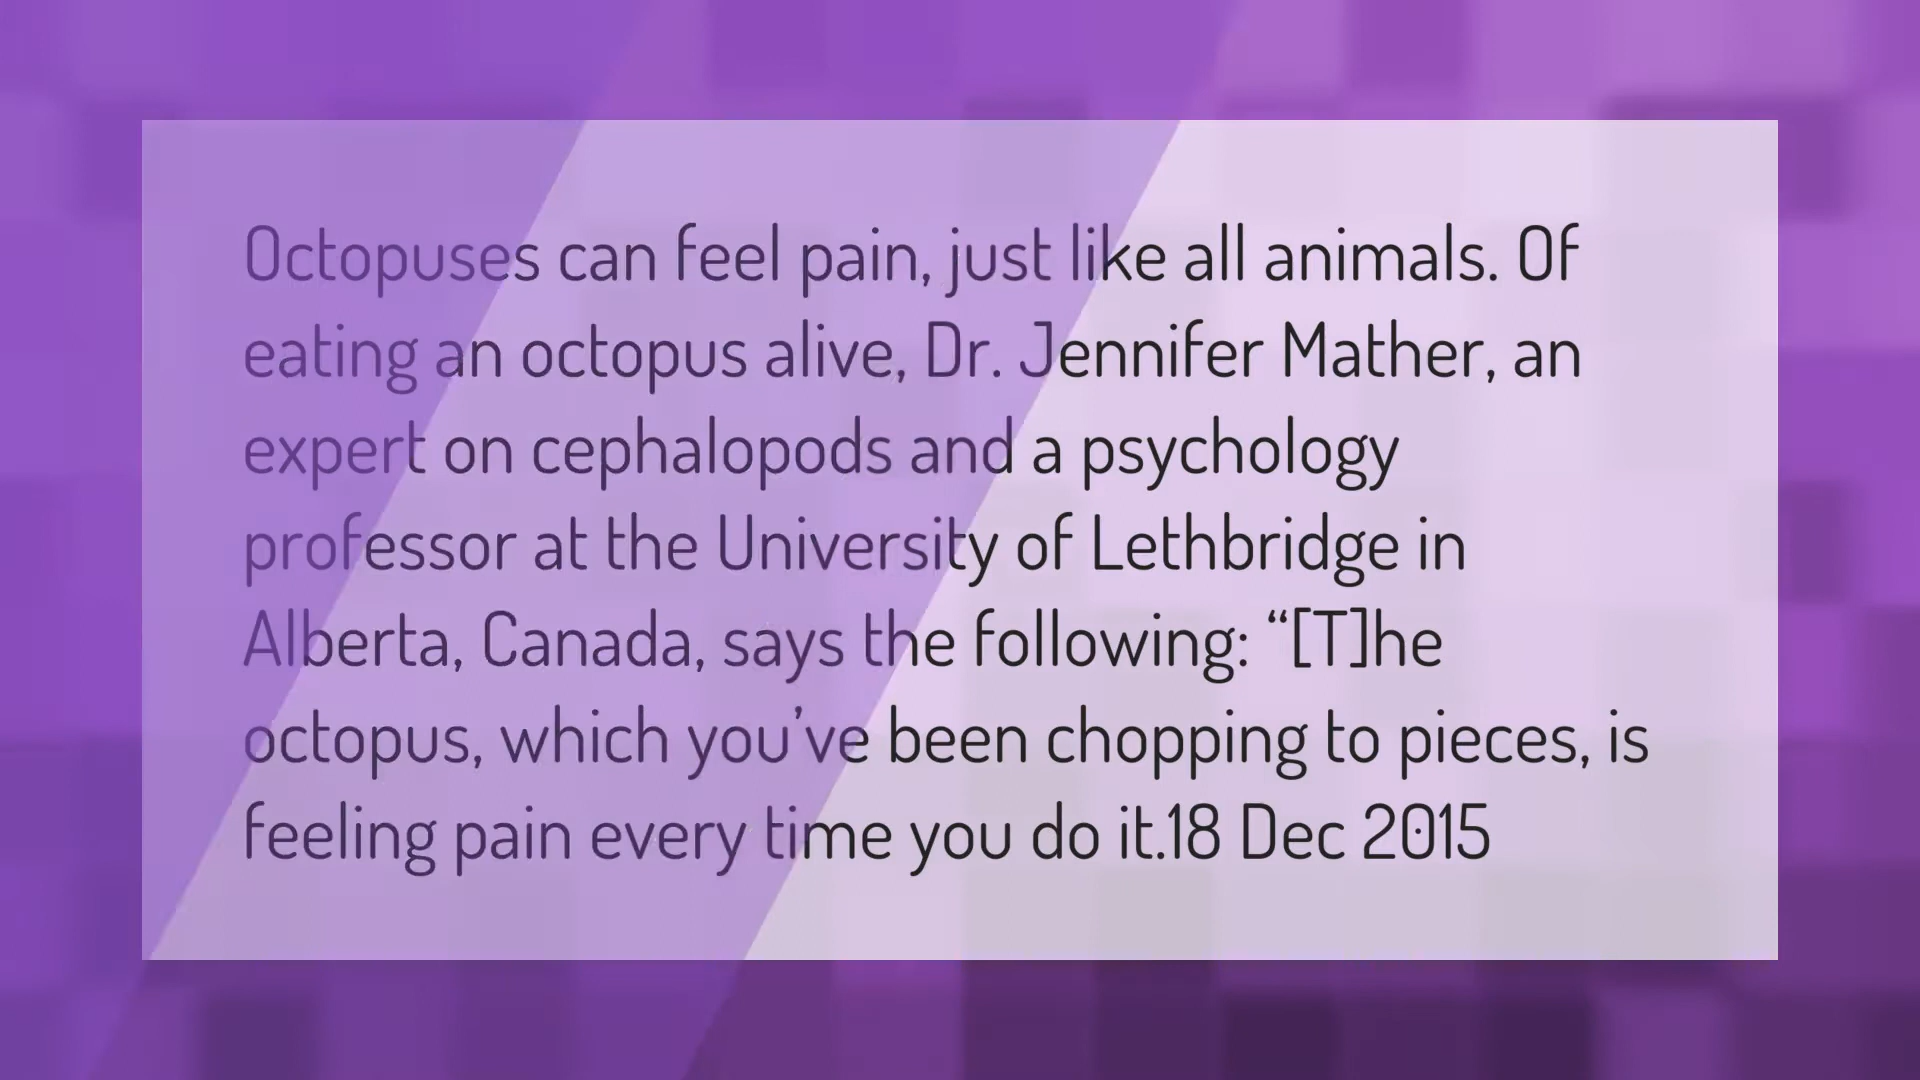 Octopuses can feel pain, just like all animals. Of
eating an octopus alive, Dr. Jennifer Mather, an
expert on cephalopods and a psychology
professor at the University of Lethbridge in
Alberta, Canada, says the following: “[T]he
octopus, which you’ve been chopping to pieces, is
feeling pain every time you do it.18 Dec 2015